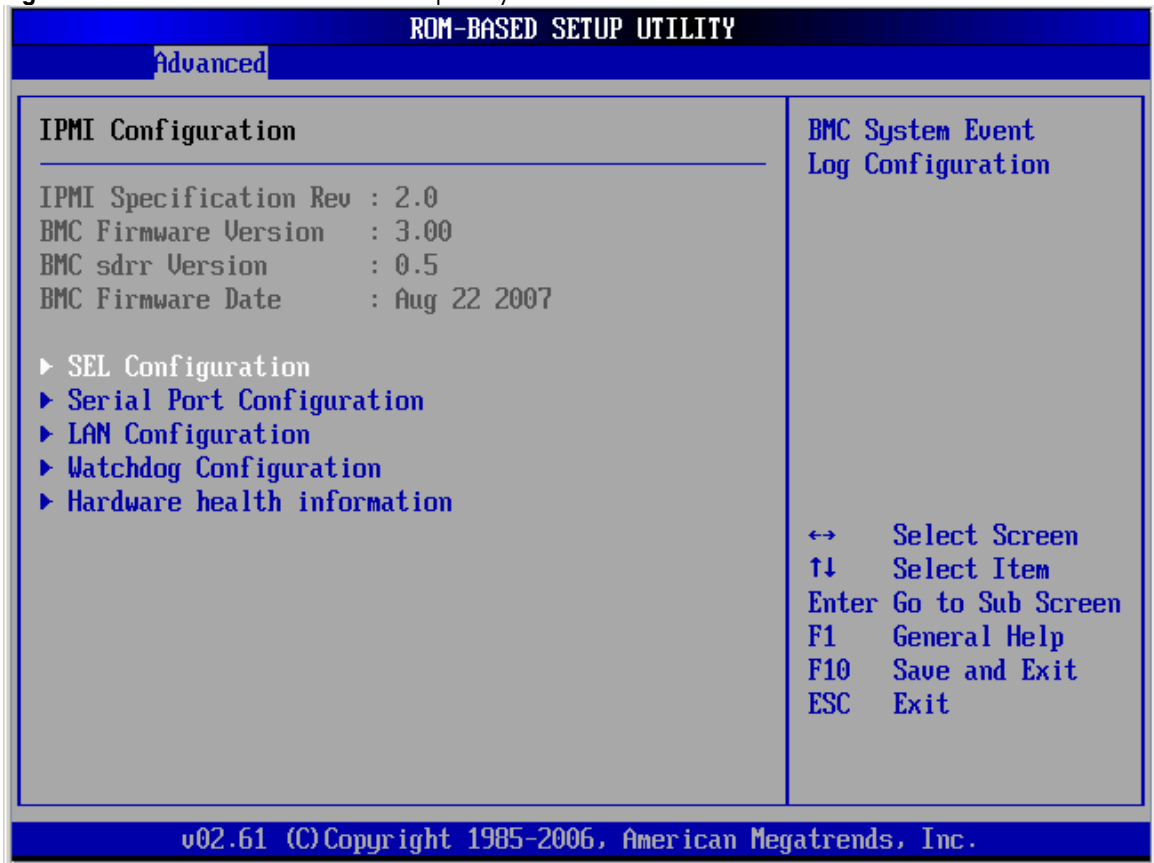 ROM-BASED SETUP UTILITY
Advanced
IPMI Configuration
IPMI Specification Rev : 2.0
BMC Firmware Version : 3.00
BMC sdrr Version : 0.5
BMC Firmware Date : Aug 22 2007
▶ SEL Configuration
▶ Serial Port Configuration
▶ LAN Configuration
▶ Watchdog Configuration
▶ Hardware health information
BMC System Event
Log Configuration
←→ Select Screen
↑↓ Select Item
Enter Go to Sub Screen
F1 General Help
F10 Save and Exit
ESC Exit
v02.61 (C)Copyright 1985-2006, American Megatrends, Inc.